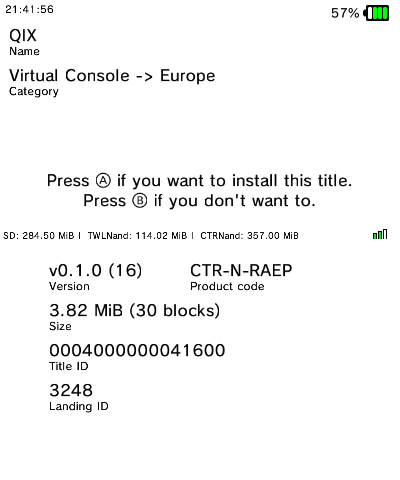 21:41:56
57%
QIX
Name
Virtual Console -> Europe
Category
Press Ⓐ if you want to install this title.
Press Ⓑ if you don't want to.
SD: 284.50 MiB | TWLNand: 114.02 MiB | CTRNand: 357.00 MiB
v0.1.0 (16) CTR-N-RAEP
Version Product code
3.82 MiB (30 blocks)
Size
0004000000041600
Title ID
3248
Landing ID